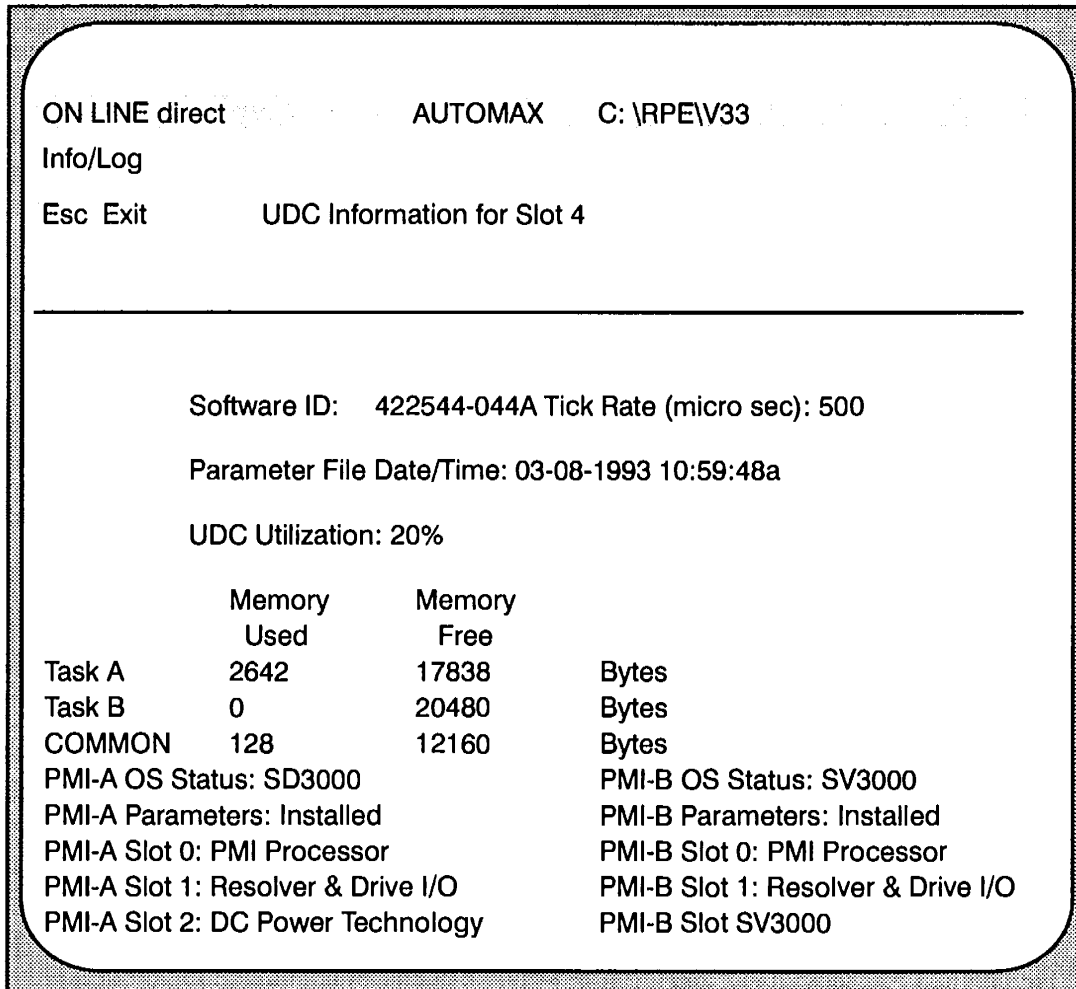 ON LINE direct AUTOMAX C: \RPE\V33
Info/Log
Esc Exit UDC Information for Slot 4
Software ID: 422544-044A Tick Rate (micro sec): 500
Parameter File Date/Time: 03-08-1993 10:59:48a
UDC Utilization: 20%
Memory Memory
Used Free
Task A 2642 17838 Bytes
Task B 0 20480 Bytes
COMMON 128 12160 Bytes
PMI-A OS Status: SD3000 PMI-B OS Status: SV3000
PMI-A Parameters: Installed PMI-B Parameters: Installed
PMI-A Slot 0: PMI Processor PMI-B Slot 0: PMI Processor
PMI-A Slot 1: Resolver & Drive I/O PMI-B Slot 1: Resolver & Drive I/O
PMI-A Slot 2: DC Power Technology PMI-B Slot SV3000